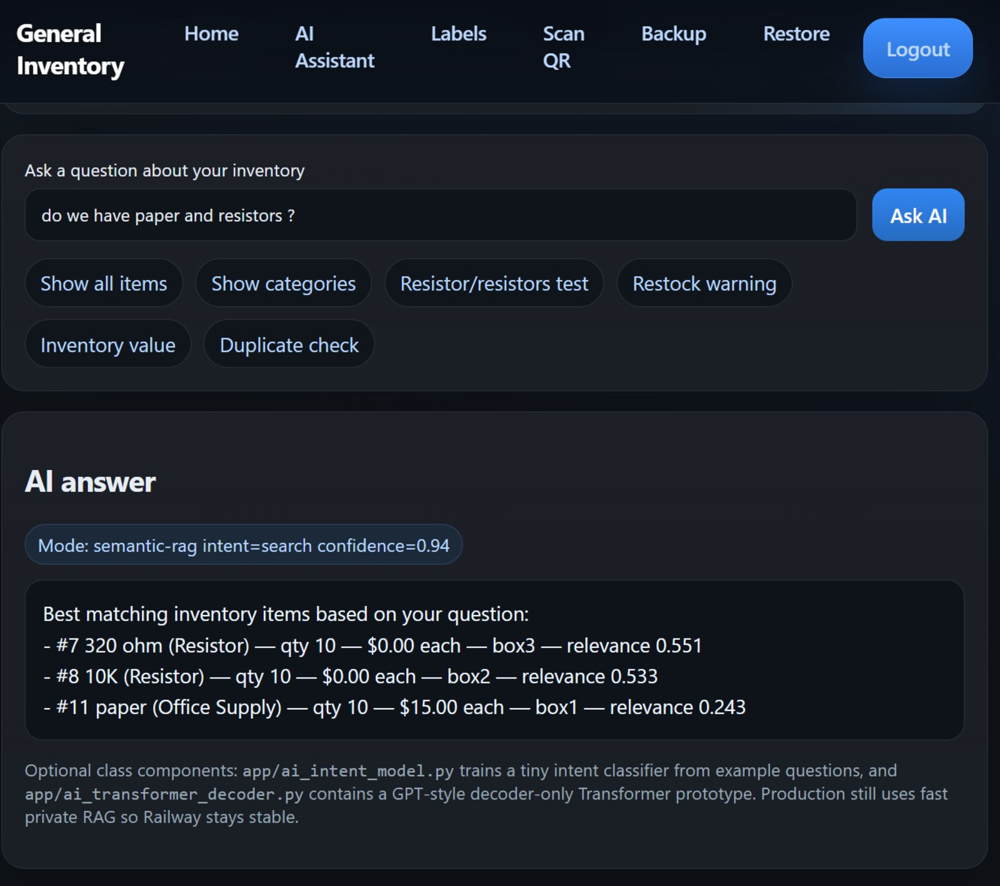 General
Inventory
Home
AI
Assistant
Labels
Scan
QR
Backup
Restore
Logout
Ask a question about your inventory
do we have paper and resistors ?
Ask AI
Show all items
Show categories
Resistor/resistors test
Restock warning
Inventory value
Duplicate check
AI answer
Mode: semantic-rag intent=search confidence=0.94
Best matching inventory items based on your question:
- #7 320 ohm (Resistor) — qty 10 — $0.00 each — box3 — relevance 0.551
- #8 10K (Resistor) — qty 10 — $0.00 each — box2 — relevance 0.533
- #11 paper (Office Supply) — qty 10 — $15.00 each — box1 — relevance 0.243
Optional class components: app/ai_intent_model.py trains a tiny intent classifier from example questions, and
app/ai_transformer_decoder.py contains a GPT-style decoder-only Transformer prototype. Production still uses fast
private RAG so Railway stays stable.